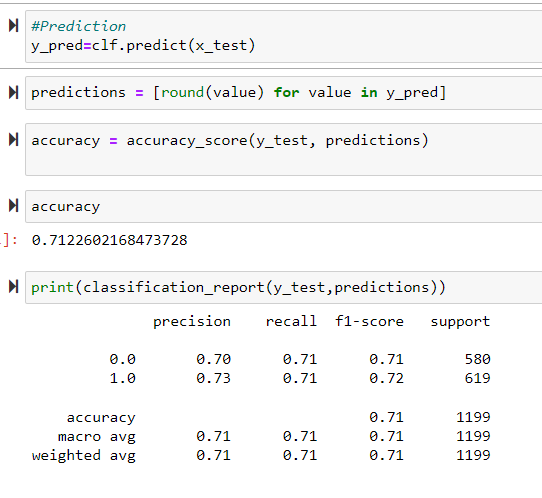 #Prediction
y_pred=clf.predict(x_test)
predictions = [round(value) for value in y_pred]
accuracy = accuracy_score(y_test, predictions)
accuracy
]: 0.7122602168473728
print(classification_report(y_test,predictions))
precision recall f1-score support
0.0 0.70 0.71 0.71 580
1.0 0.73 0.71 0.72 619
accuracy 0.71 1199
macro avg 0.71 0.71 0.71 1199
weighted avg 0.71 0.71 0.71 1199